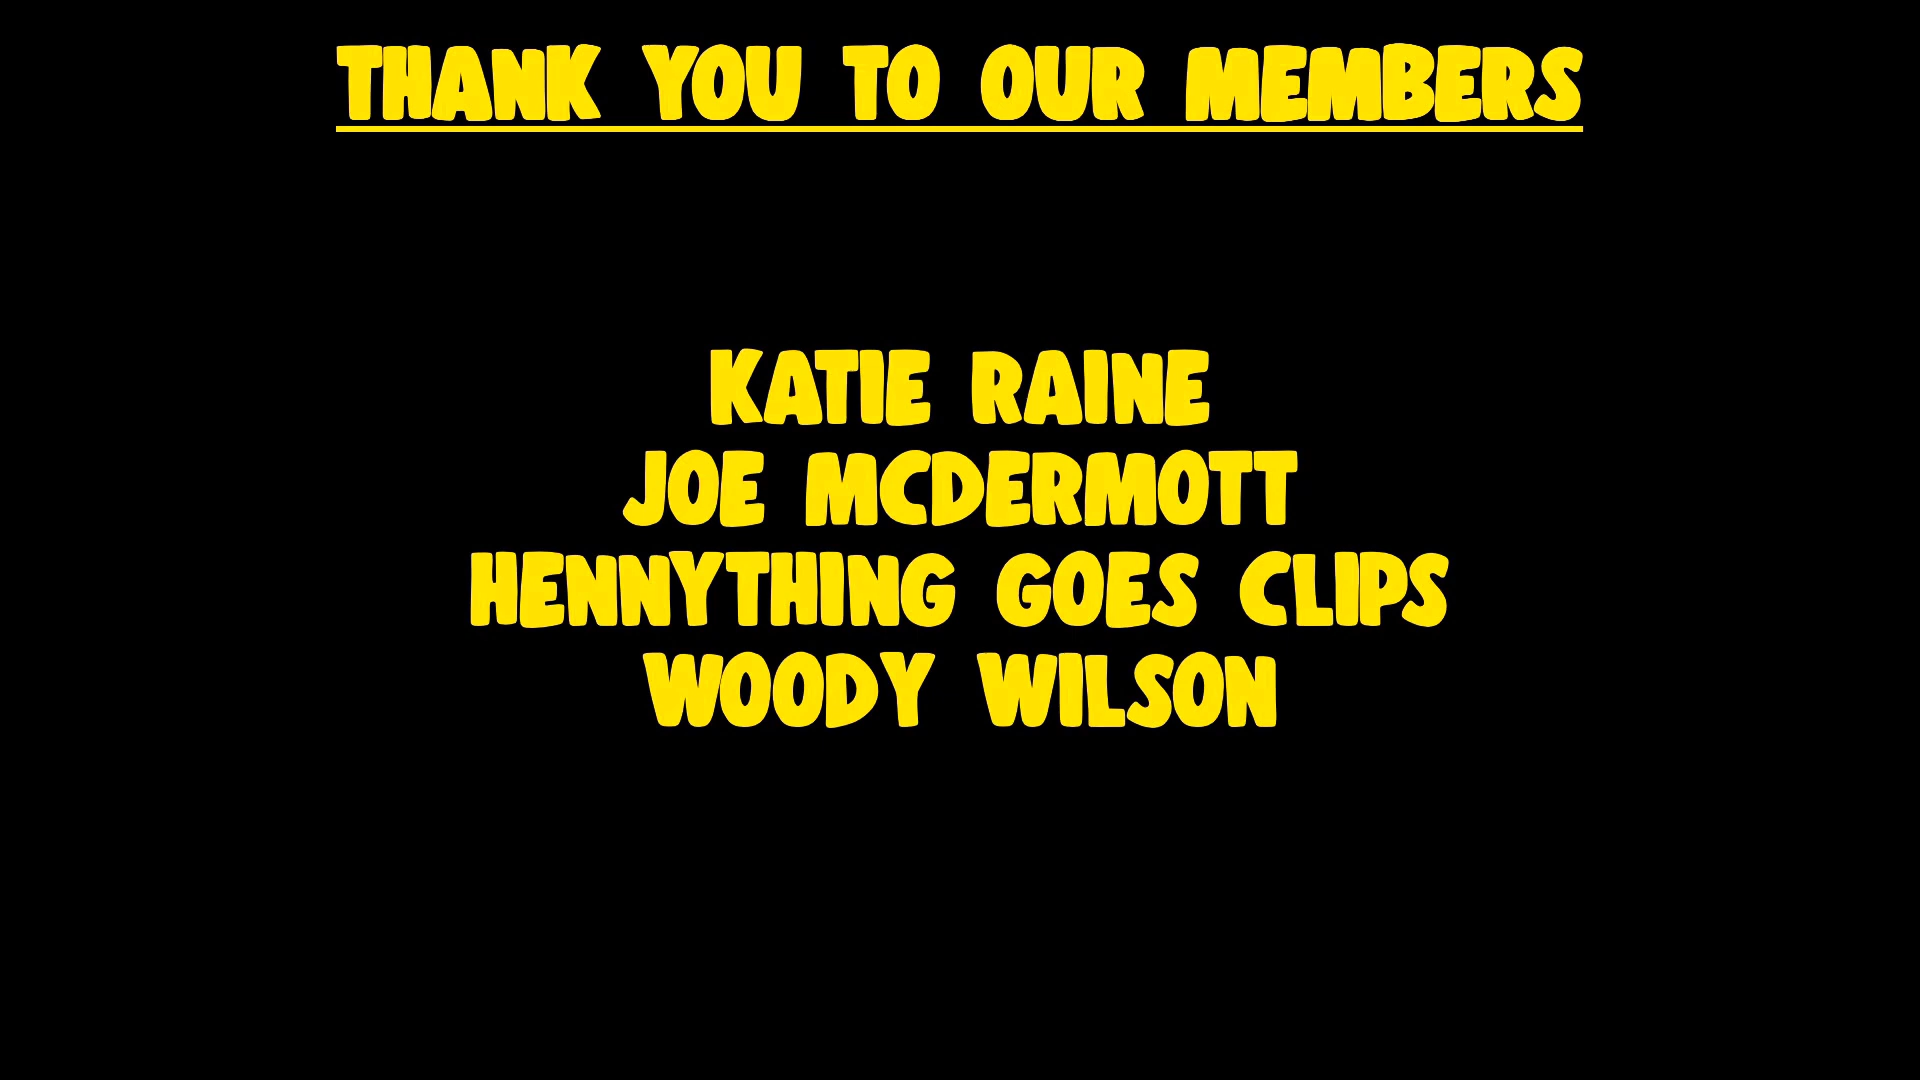 THANK YOU TO OUR MEMBERS
KATIE RAINE
JOE MCDERMOTT
HENNYTHING GOES CLIPS
WOODY WILSON